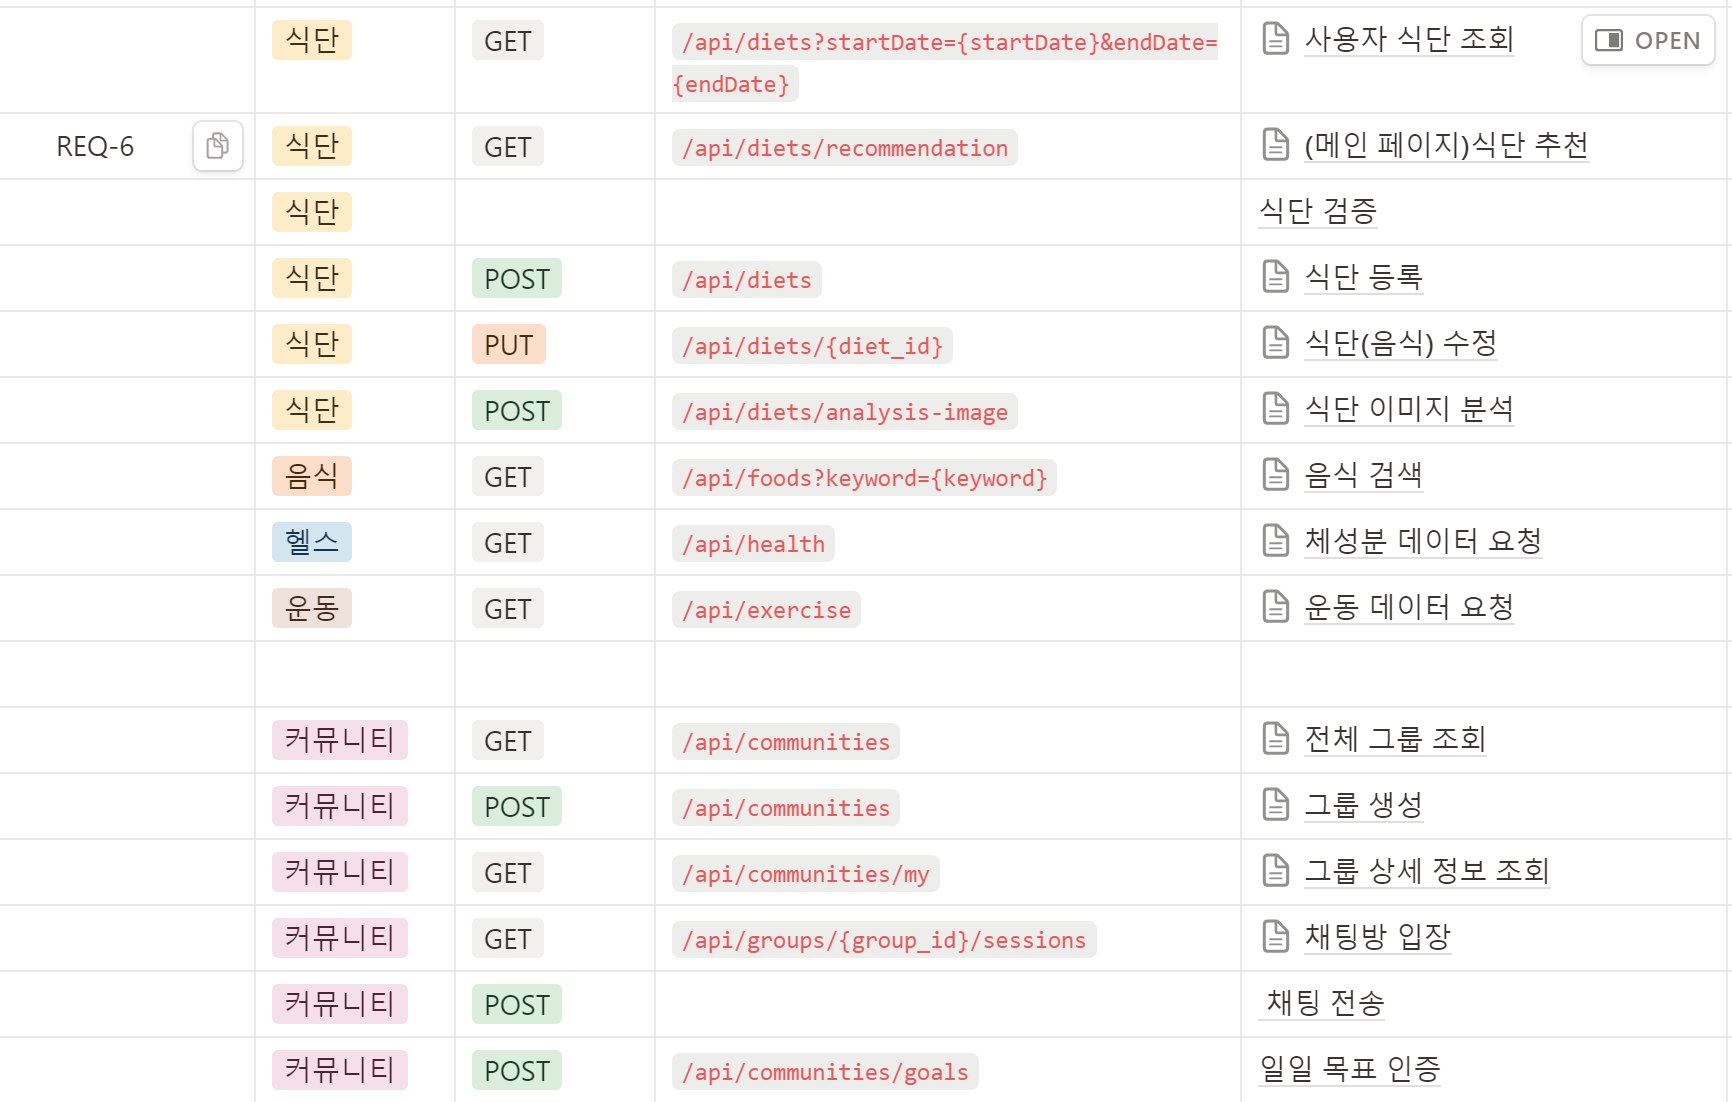 식단 GET /api/diets?startDate={startDate}&endDate= 사용자 식단 조회 OPEN
{endDate}
REQ-6 식단 GET /api/diets/recommendation (메인 페이지)식단 추천
식단 식단 검증
식단 POST /api/diets 식단 등록
식단 PUT /api/diets/{diet_id} 식단(음식) 수정
식단 POST /api/diets/analysis-image 식단 이미지 분석
음식 GET /api/foods?keyword={keyword} 음식 검색
헬스 GET /api/health 체성분 데이터 요청
운동 GET /api/exercise 운동 데이터 요청
커뮤니티 GET /api/communities 전체 그룹 조회
커뮤니티 POST /api/communities 그룹 생성
커뮤니티 GET /api/communities/my 그룹 상세 정보 조회
커뮤니티 GET /api/groups/{group_id}/sessions 채팅방 입장
커뮤니티 POST 채팅 전송
커뮤니티 POST /api/communities/goals 일일 목표 인증